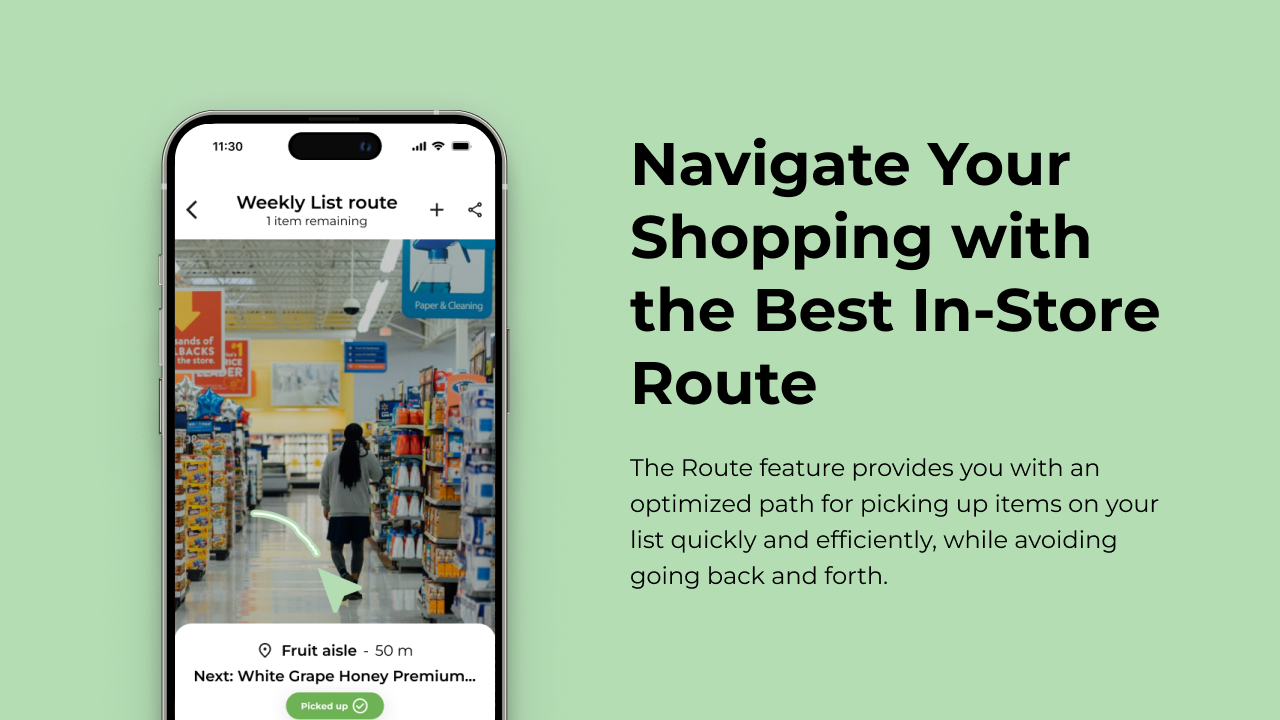 11:30
Weekly List route
1 item remaining
Paper & Cleaning
sands of
LBACKS
the store.
#1
PRICE
LEADER
Fruit aisle - 50 m
Next: White Grape Honey Premium...
Picked up
Navigate Your
Shopping with
the Best In-Store
Route
The Route feature provides you with an
optimized path for picking up items on your
list quickly and efficiently, while avoiding
going back and forth.